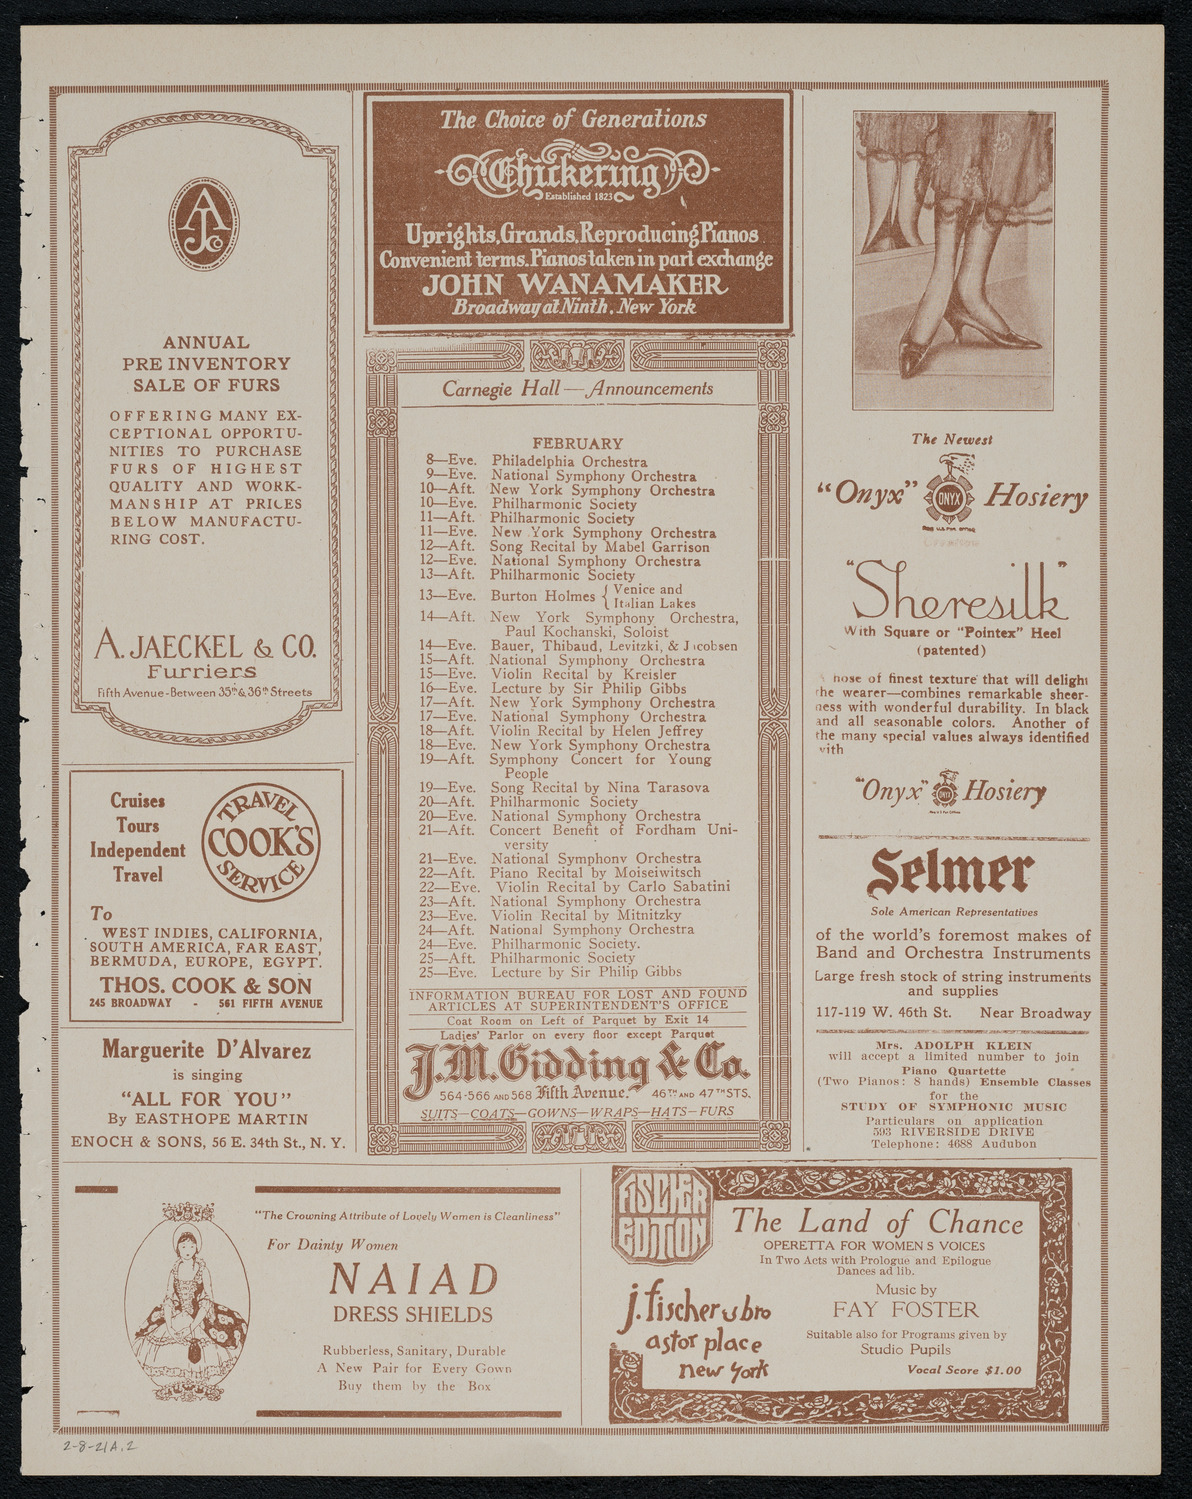 AJCo
ANNUAL
PRE INVENTORY
SALE OF FURS
OFFERING MANY EX-
CEPTIONAL OPPORTU-
NITIES TO PURCHASE
FURS OF HIGHEST
QUALITY AND WORK-
MANSHIP AT PRICES
BELOW MANUFACTU-
RING COST.
A. JAECKEL & CO.
Furriers
Fifth Avenue-Between 35th & 36th Streets
Cruises
Tours
Independent
Travel
TRAVEL
COOK'S
SERVICE
To
WEST INDIES, CALIFORNIA,
SOUTH AMERICA, FAR EAST,
BERMUDA, EUROPE, EGYPT.
THOS. COOK & SON
245 BROADWAY - 561 FIFTH AVENUE
Marguerite D'Alvarez
is singing
"ALL FOR YOU"
By EASTHOPE MARTIN
ENOCH & SONS, 56 E. 34th St., N. Y.
The Choice of Generations
Chickering
Established 1823
Uprights, Grands, Reproducing Pianos
Convenient terms. Pianos taken in part exchange
JOHN WANAMAKER
Broadway at Ninth, New York
Carnegie Hall—Announcements
FEBRUARY
8—Eve. Philadelphia Orchestra
9—Eve. National Symphony Orchestra
10—Aft. New York Symphony Orchestra
10—Eve. Philharmonic Society
11—Aft. Philharmonic Society
11—Eve. New York Symphony Orchestra
12—Aft. Song Recital by Mabel Garrison
12—Eve. National Symphony Orchestra
13—Aft. Philharmonic Society
13—Eve. Burton Holmes { Venice and
Italian Lakes
14—Aft. New York Symphony Orchestra,
Paul Kochanski, Soloist
14—Eve. Bauer, Thibaud, Levitzki, & Jacobsen
15—Aft. National Symphony Orchestra
15—Eve. Violin Recital by Kreisler
16—Eve. Lecture by Sir Philip Gibbs
17—Aft. New York Symphony Orchestra
17—Eve. National Symphony Orchestra
18—Aft. Violin Recital by Helen Jeffrey
18—Eve. New York Symphony Orchestra
19—Aft. Symphony Concert for Young
People
19—Eve. Song Recital by Nina Tarasova
20—Aft. Philharmonic Society
20—Eve. National Symphony Orchestra
21—Aft. Concert Benefit of Fordham Uni-
versity
21—Eve. National Symphony Orchestra
22—Aft. Piano Recital by Moiseiwitsch
22—Eve. Violin Recital by Carlo Sabatini
23—Aft. National Symphony Orchestra
23—Eve. Violin Recital by Mitnitzky
24—Aft. National Symphony Orchestra
24—Eve. Philharmonic Society.
25—Aft. Philharmonic Society
25—Eve. Lecture by Sir Philip Gibbs
INFORMATION BUREAU FOR LOST AND FOUND
ARTICLES AT SUPERINTENDENT'S OFFICE
Coat Room on Left of Parquet by Exit 14
Ladies' Parlor on every floor except Parquet
J.M. Gidding & Co.
564-566 AND 568 Fifth Avenue. 46TH AND 47TH STS.
SUITS—COATS—GOWNS—WRAPS—HATS—FURS
The Newest
"Onyx" ONYX Hosiery
"Sheresilk"
With Square or "Pointex" Heel
(patented)
hose of finest texture that will delight
the wearer—combines remarkable sheer-
ness with wonderful durability. In black
and all seasonable colors. Another of
the many special values always identified
with
"Onyx" ONYX Hosiery
Selmer
Sole American Representatives
of the world's foremost makes of
Band and Orchestra Instruments
Large fresh stock of string instruments
and supplies
117-119 W. 46th St. Near Broadway
Mrs. ADOLPH KLEIN
will accept a limited number to join
Piano Quartette
(Two Pianos: 8 hands) Ensemble Classes
for the
STUDY OF SYMPHONIC MUSIC
Particulars on application
593 RIVERSIDE DRIVE
Telephone: 4688 Audubon
"The Crowning Attribute of Lovely Women is Cleanliness"
For Dainty Women
NAIAD
DRESS SHIELDS
Rubberless, Sanitary, Durable
A New Pair for Every Gown
Buy them by the Box
FISCHER
EDITION
j. fischer & bro
astor place
new york
The Land of Chance
OPERETTA FOR WOMEN S VOICES
In Two Acts with Prologue and Epilogue
Dances ad lib.
Music by
FAY FOSTER
Suitable also for Programs given by
Studio Pupils
Vocal Score $1.00
2-8-21A.2